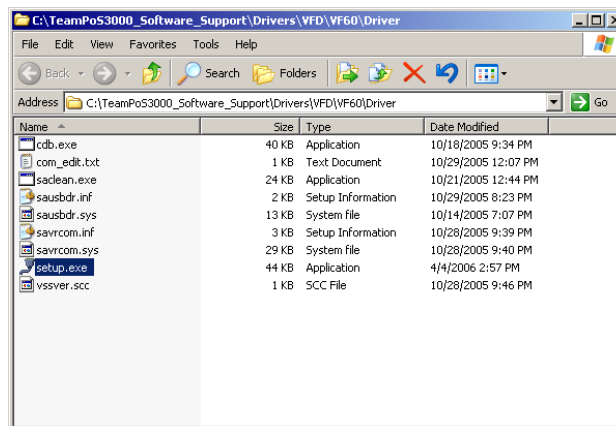 C:\TeamPoS3000_Software_Support\Drivers\VFD\VF60\Driver
File Edit View Favorites Tools Help
Back Search Folders
Address C:\TeamPoS3000_Software_Support\Drivers\VFD\VF60\Driver Go
Name Size Type Date Modified
cdb.exe 40 KB Application 10/18/2005 9:34 PM
com_edit.txt 1 KB Text Document 10/29/2005 12:07 PM
saclean.exe 24 KB Application 10/21/2005 12:44 PM
sausbdr.inf 2 KB Setup Information 10/29/2005 8:23 PM
sausbdr.sys 13 KB System file 10/14/2005 7:07 PM
savrcom.inf 3 KB Setup Information 10/28/2005 9:39 PM
savrcom.sys 29 KB System file 10/28/2005 9:40 PM
setup.exe 44 KB Application 4/4/2006 2:57 PM
vssver.scc 1 KB SCC File 10/28/2005 9:46 PM